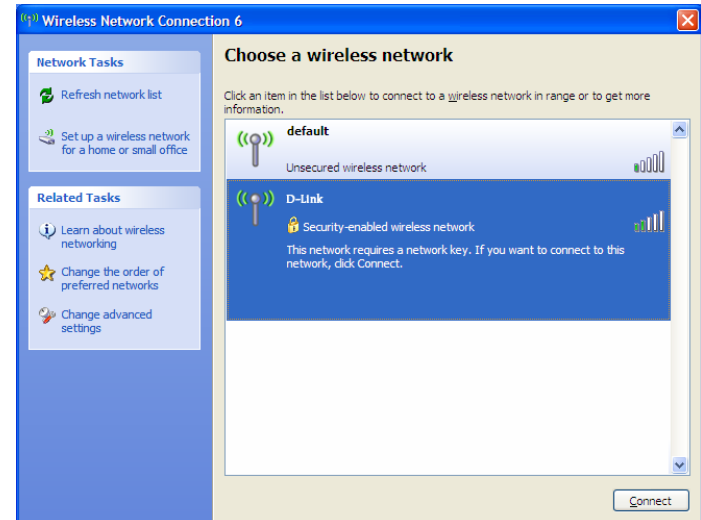 Wireless Network Connection 6
Network Tasks
Refresh network list
Set up a wireless network
for a home or small office
Related Tasks
Learn about wireless
networking
Change the order of
preferred networks
Change advanced
settings
Choose a wireless network
Click an item in the list below to connect to a wireless network in range or to get more
information.
default
Unsecured wireless network
D-Link
Security-enabled wireless network
This network requires a network key. If you want to connect to this
network, click Connect.
Connect